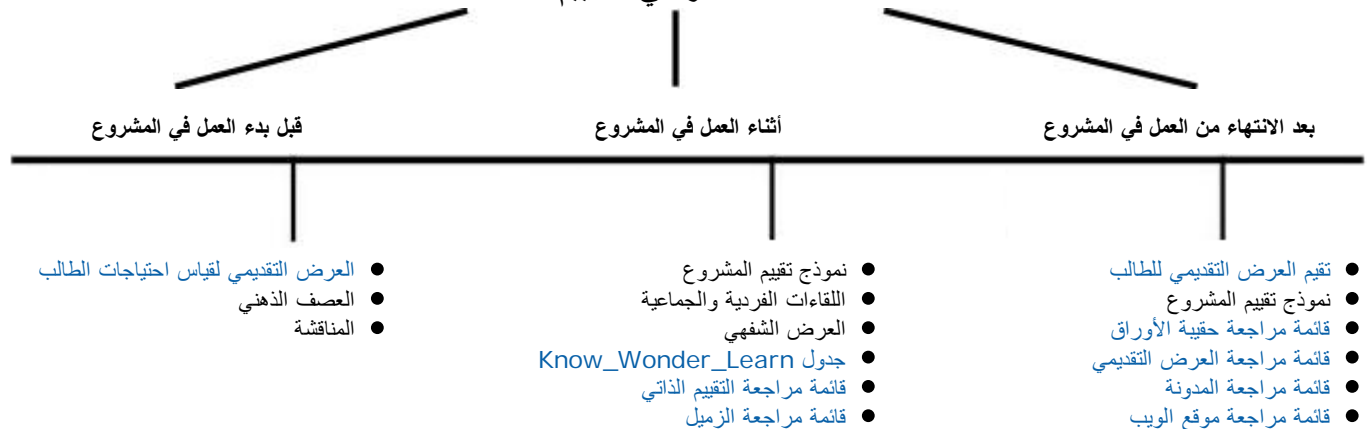 بعد الانتهاء من العمل في المشروع
أثناء العمل في المشروع
قبل بدء العمل في المشروع
تقيم العرض التقديمي للطالب
نموذج تقييم المشروع
قائمة مراجعة حقيبة الأوراق
قائمة مراجعة العرض التقديمي
قائمة مراجعة المدونة
قائمة مراجعة موقع الويب
نموذج تقييم المشروع
اللقاءات الفردية والجماعية
العرض الشفهي
جدول Know_Wonder_Learn
قائمة مراجعة التقييم الذاتي
قائمة مراجعة الزميل
العرض التقديمي لقياس احتياجات الطالب
العصف الذهني
المناقشة